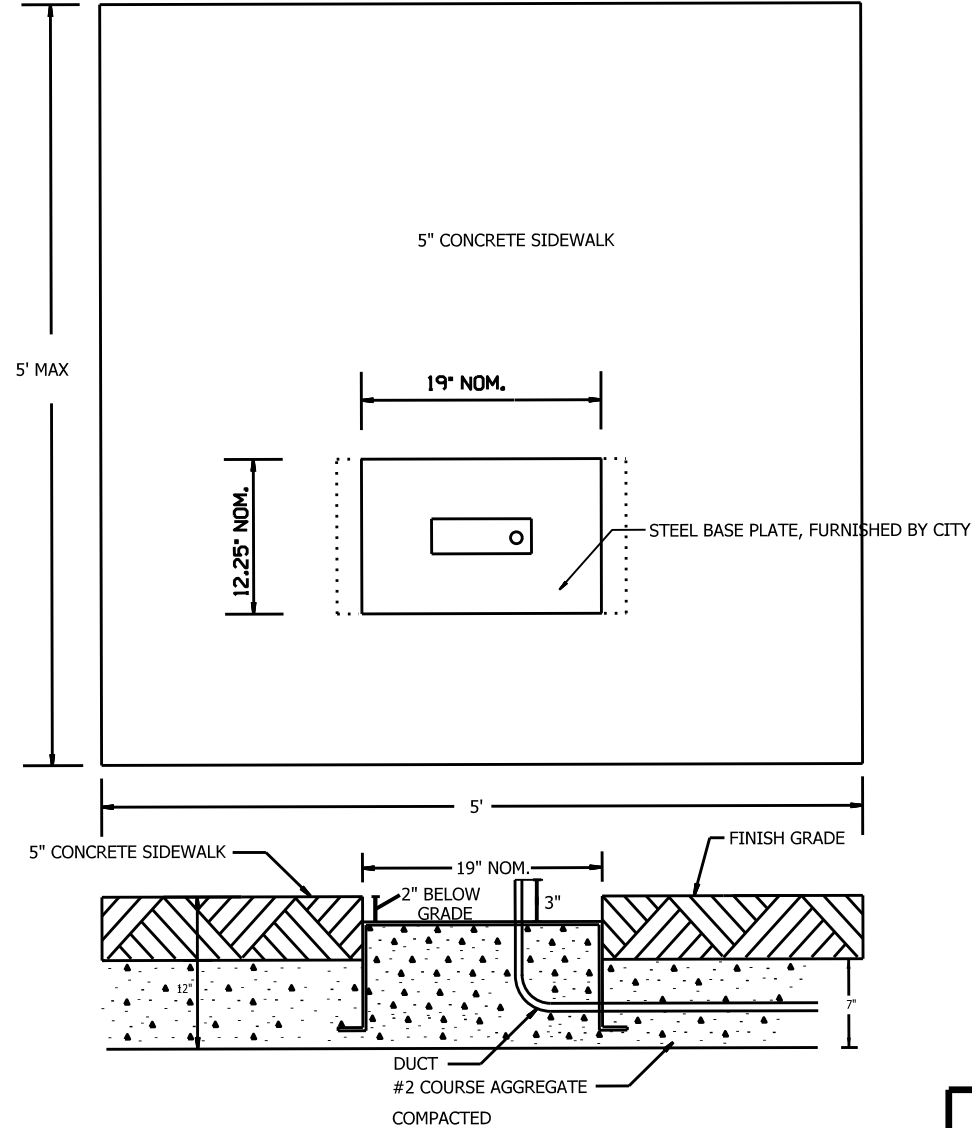 5" CONCRETE SIDEWALK
5' MAX
19" NOM.
12.25" NOM.
STEEL BASE PLATE, FURNISHED BY CITY
5'
5" CONCRETE SIDEWALK
FINISH GRADE
19" NOM.
2" BELOW
GRADE
3"
12"
7"
DUCT
#2 COURSE AGGREGATE
COMPACTED